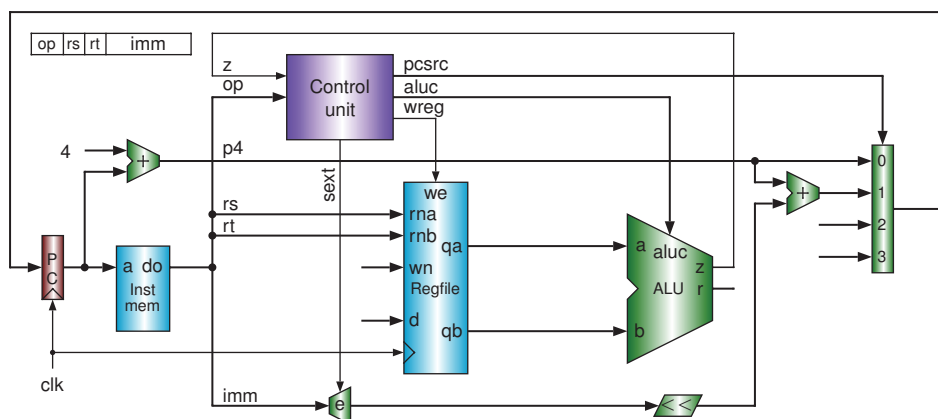 op rs rt imm
z
op
Control unit
pcsrc
aluc
wreg
4
+
p4
sext
we
rs
rna
rt
rnb
qa
wn
Regfile
d
qb
PC
a do
Inst mem
clk
imm
e
<<
a
aluc
z
ALU
r
b
+
0
1
2
3